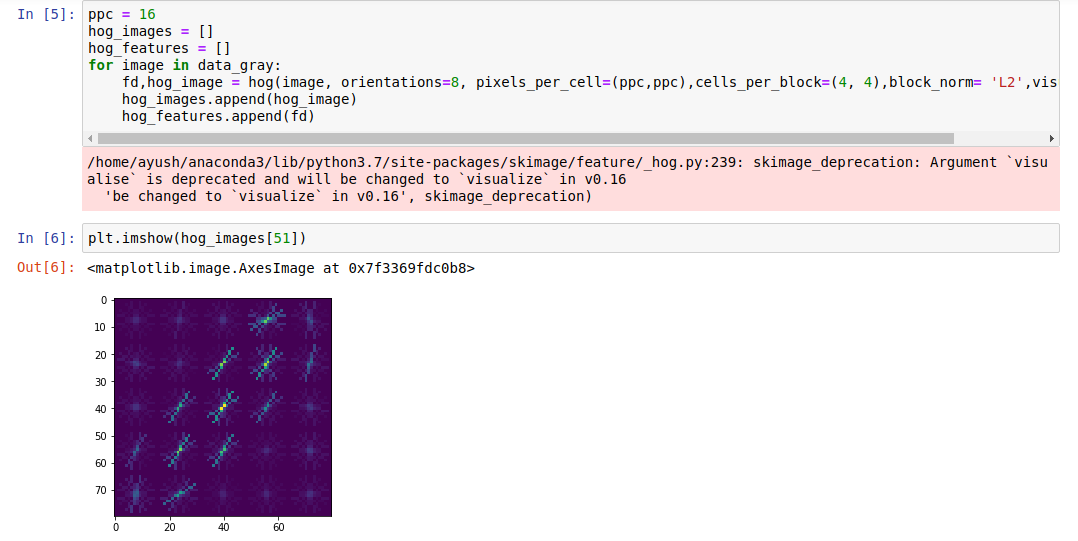 In [5]: ppc = 16
hog_images = []
hog_features = []
for image in data_gray:
    fd,hog_image = hog(image, orientations=8, pixels_per_cell=(ppc,ppc),cells_per_block=(4, 4),block_norm= 'L2',vis
    hog_images.append(hog_image)
    hog_features.append(fd)
/home/ayush/anaconda3/lib/python3.7/site-packages/skimage/feature/_hog.py:239: skimage_deprecation: Argument `visu
alise` is deprecated and will be changed to `visualize` in v0.16
  'be changed to `visualize` in v0.16', skimage_deprecation)
In [6]: plt.imshow(hog_images[51])
Out[6]: <matplotlib.image.AxesImage at 0x7f3369fdc0b8>
0
10
20
30
40
50
60
70
0 20 40 60